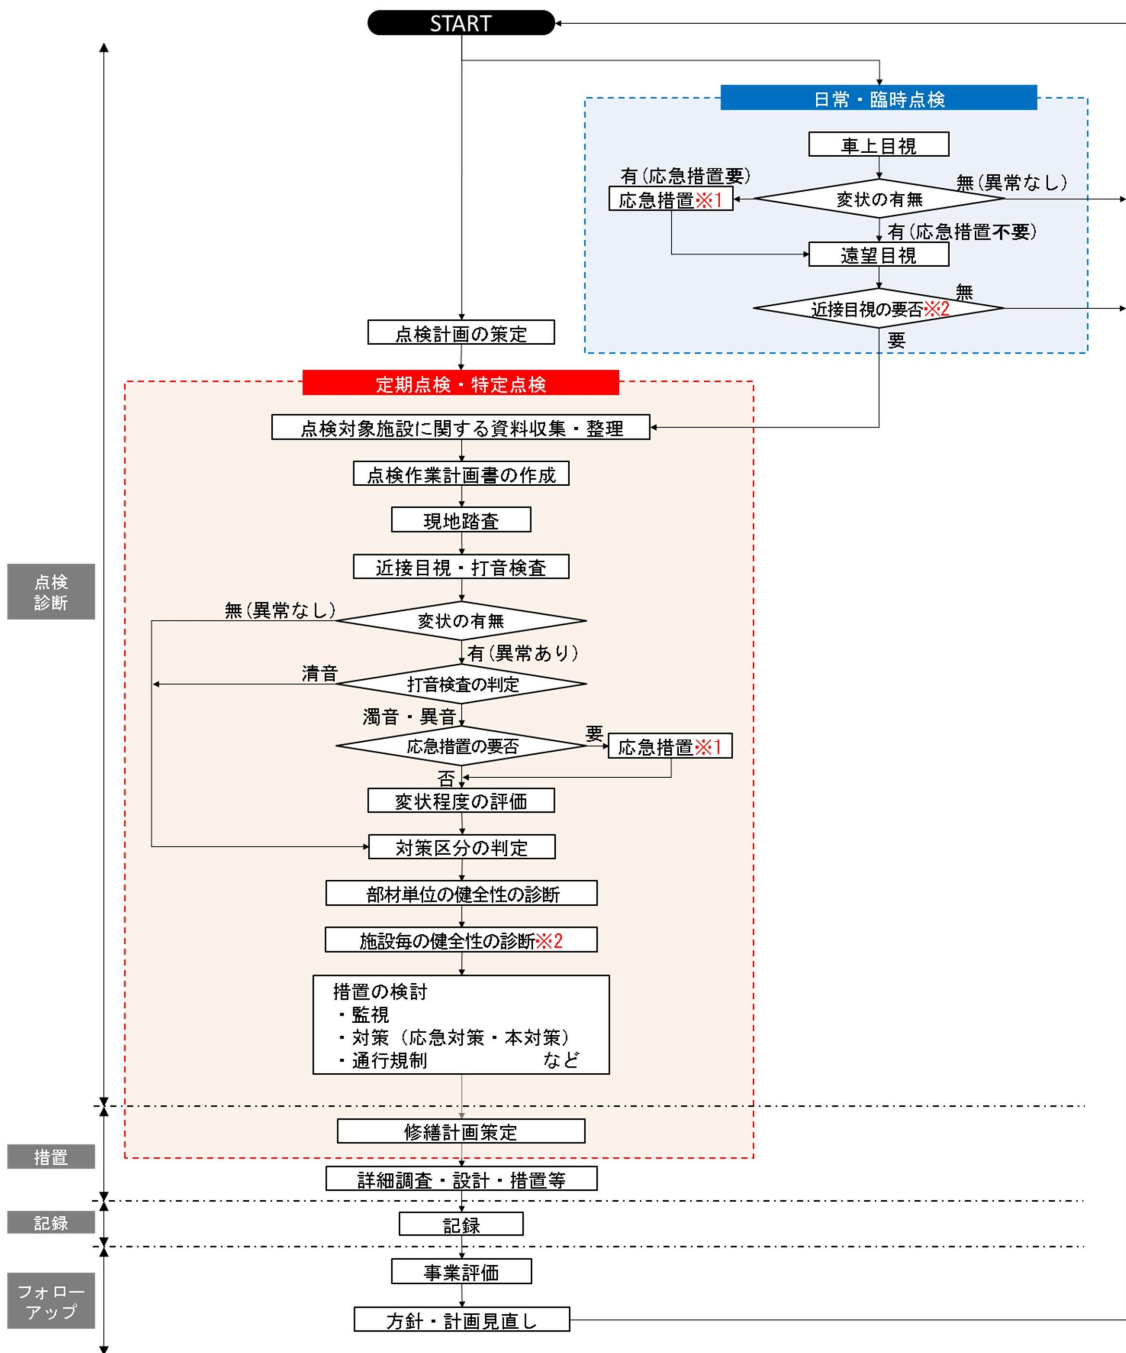 START
日常・臨時点検
車上目視
有(応急措置要)
無(異常なし)
応急措置※1
変状の有無
有(応急措置不要)
遠望目視
無
近接目視の要否※2
要
点検計画の策定
定期点検・特定点検
点検対象施設に関する資料収集・整理
点検作業計画書の作成
現地踏査
近接目視・打音検査
点検
診断
無(異常なし)
変状の有無
有(異常あり)
清音
打音検査の判定
濁音・異音
要
応急措置の要否
応急措置※1
否
変状程度の評価
対策区分の判定
部材単位の健全性の診断
施設毎の健全性の診断※2
措置の検討
・監視
・対策（応急対策・本対策）
・通行規制 など
修繕計画策定
措置
詳細調査・設計・措置等
記録
記録
事業評価
フォロー
アップ
方針・計画見直し